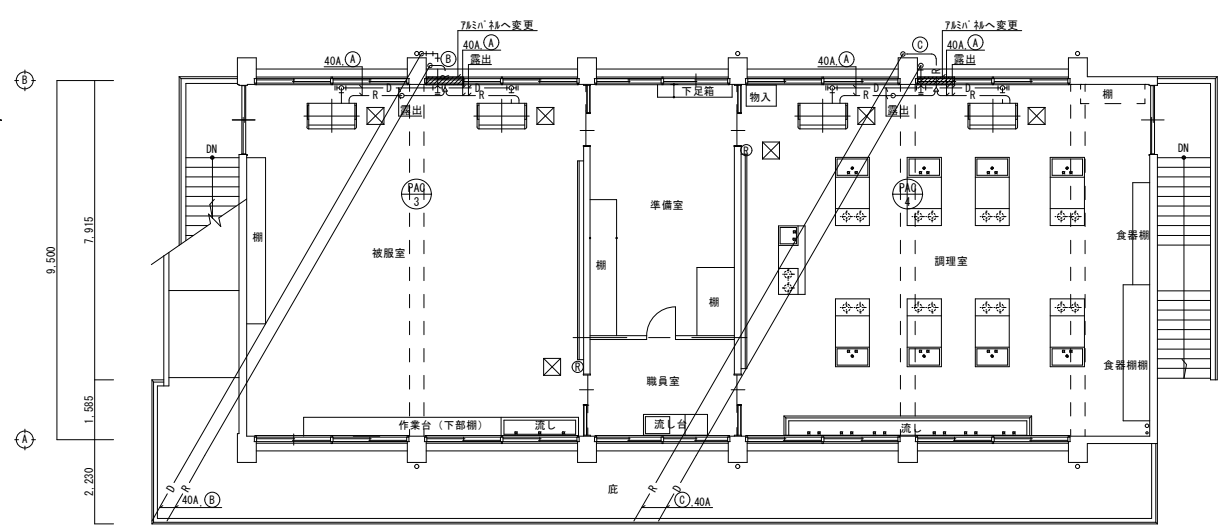 ｱﾙﾐﾊﾟﾈﾙへ変更
40A, A
露出
40A, A
B
D
R
D
R
露出
ｱﾙﾐﾊﾟﾈﾙへ変更
40A, A
露出
40A, A
C
R
D
R
D
R
露出
B
下足箱
物入
棚
DN
DN
R
PAC
3
PAC
4
準備室
被服室
調理室
棚
棚
棚
食器棚
食器棚棚
R
職員室
作業台（下部棚）
流し
流し台
流し
A
9,500
7,915
1,585
2,230
庇
D
R
R
D
40A, B
C, 40A